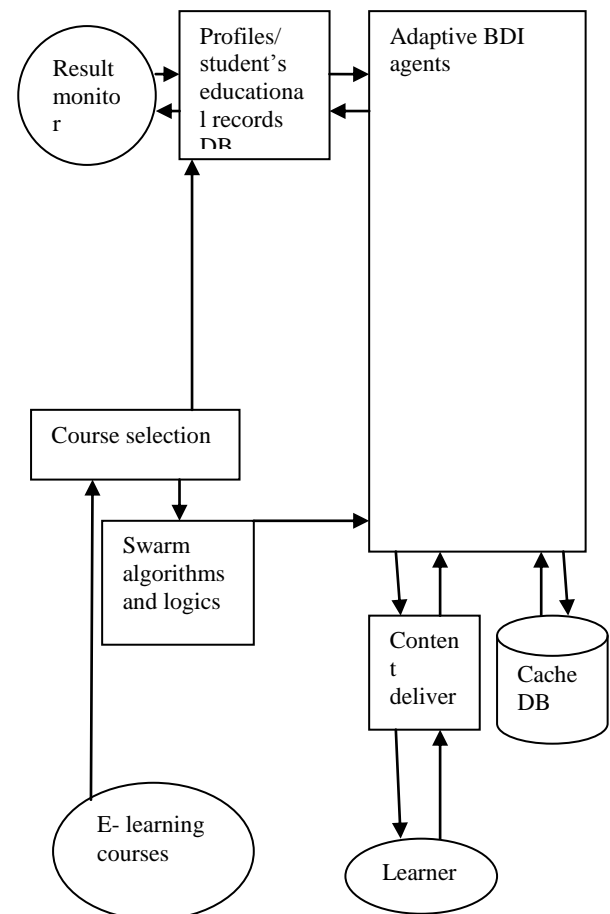 Result
monito
r
Profiles/
student's
educationa
l records
DB
Adaptive BDI
agents
Course selection
Swarm
algorithms
and logics
Conten
t
deliver
Cache
DB
E- learning
courses
Learner